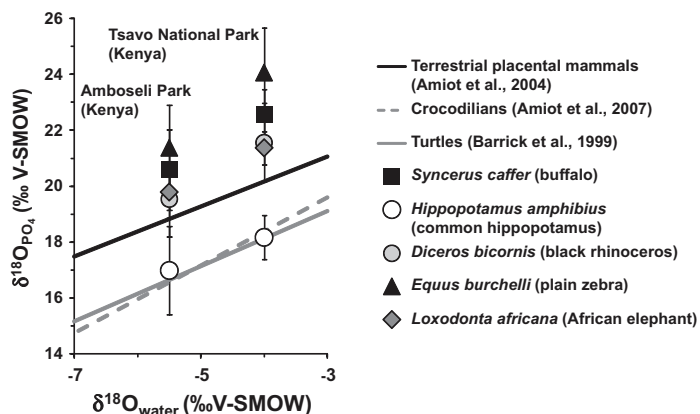 Tsavo National Park
(Kenya)
Amboseli Park
(Kenya)
26
24
22
20
18
16
14
-7
-5
-3
δ¹⁸OPO₄ (‰ V-SMOW)
δ¹⁸Owater (‰V-SMOW)
Terrestrial placental mammals
(Amiot et al., 2004)
Crocodilians (Amiot et al., 2007)
Turtles (Barrick et al., 1999)
Syncerus caffer (buffalo)
Hippopotamus amphibius
(common hippopotamus)
Diceros bicornis (black rhinoceros)
Equus burchelli (plain zebra)
Loxodonta africana (African elephant)